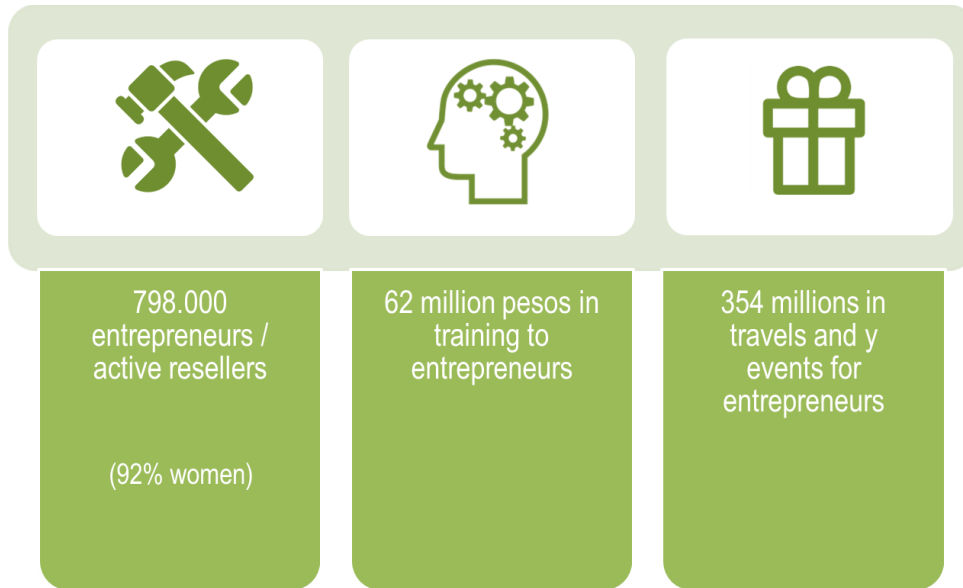 798.000
entrepreneurs /
active resellers
(92% women)
62 million pesos in
training to
entrepreneurs
354 millions in
travels and y
events for
entrepreneurs